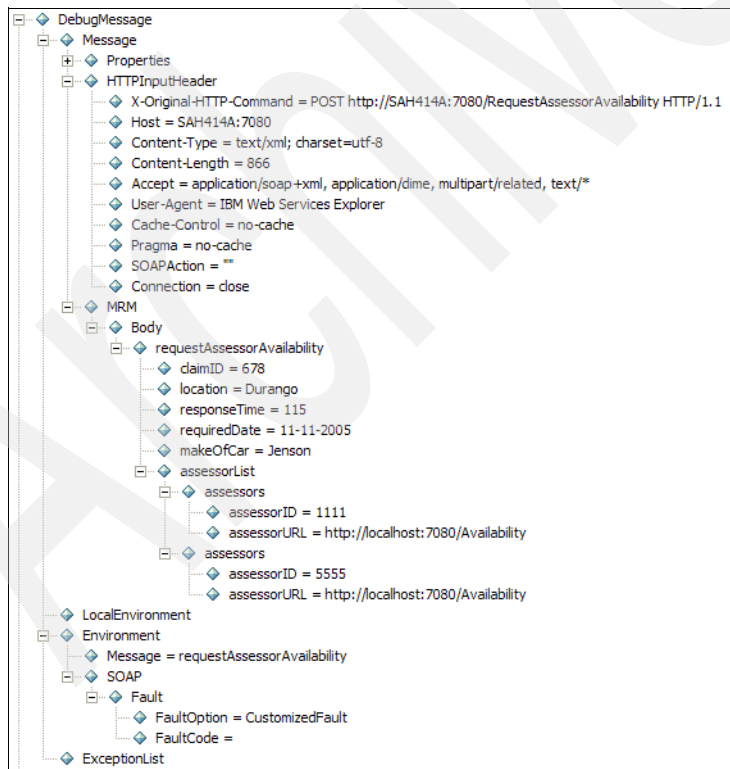 DebugMessage
Message
Properties
HTTPInputHeader
X-Original-HTTP-Command = POST http://SAH414A:7080/RequestAssessorAvailability HTTP/1.1
Host = SAH414A:7080
Content-Type = text/xml; charset=utf-8
Content-Length = 866
Accept = application/soap+xml, application/dime, multipart/related, text/*
User-Agent = IBM Web Services Explorer
Cache-Control = no-cache
Pragma = no-cache
SOAPAction = ""
Connection = close
MRM
Body
requestAssessorAvailability
claimID = 678
location = Durango
responseTime = 115
requiredDate = 11-11-2005
makeOfCar = Jenson
assessorList
assessors
assessorID = 1111
assessorURL = http://localhost:7080/Availability
assessors
assessorID = 5555
assessorURL = http://localhost:7080/Availability
LocalEnvironment
Environment
Message = requestAssessorAvailability
SOAP
Fault
FaultOption = CustomizedFault
FaultCode =
ExceptionList